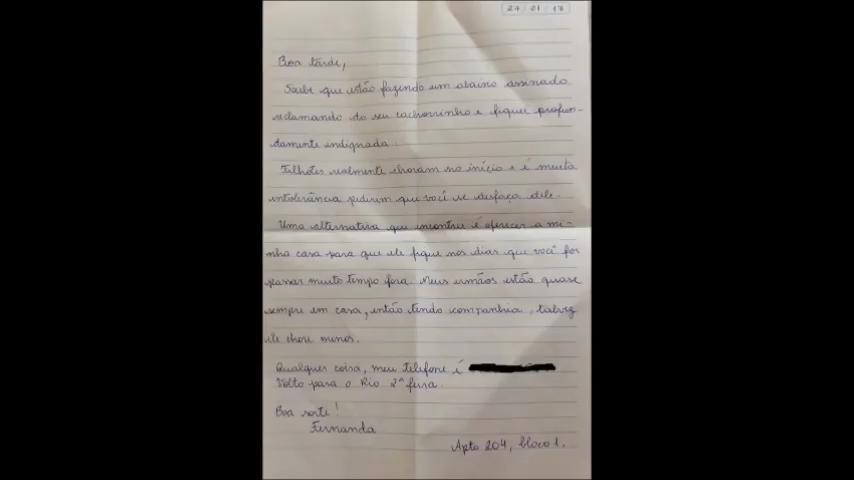 27 01 17
Boa tarde,
Soube que estão fazendo um abaixo assinado
reclamando do seu cachorrinho e fiquei profun-
damente indignada.
Filhotes realmente choram no início e é muita
intolerância pedirem que você se desfaça dele.
Uma alternativa que encontrei é oferecer a mi-
nha casa para que ele fique nos dias que você for
passar muito tempo fora. Meus irmãos estão quase
sempre em casa, então tendo companhia, talvez
ele chore menos.
Qualquer coisa, meu telefone é
Volto para o Rio 2ª feira.
Boa sorte!
Fernanda
Apto 204, bloco 1.